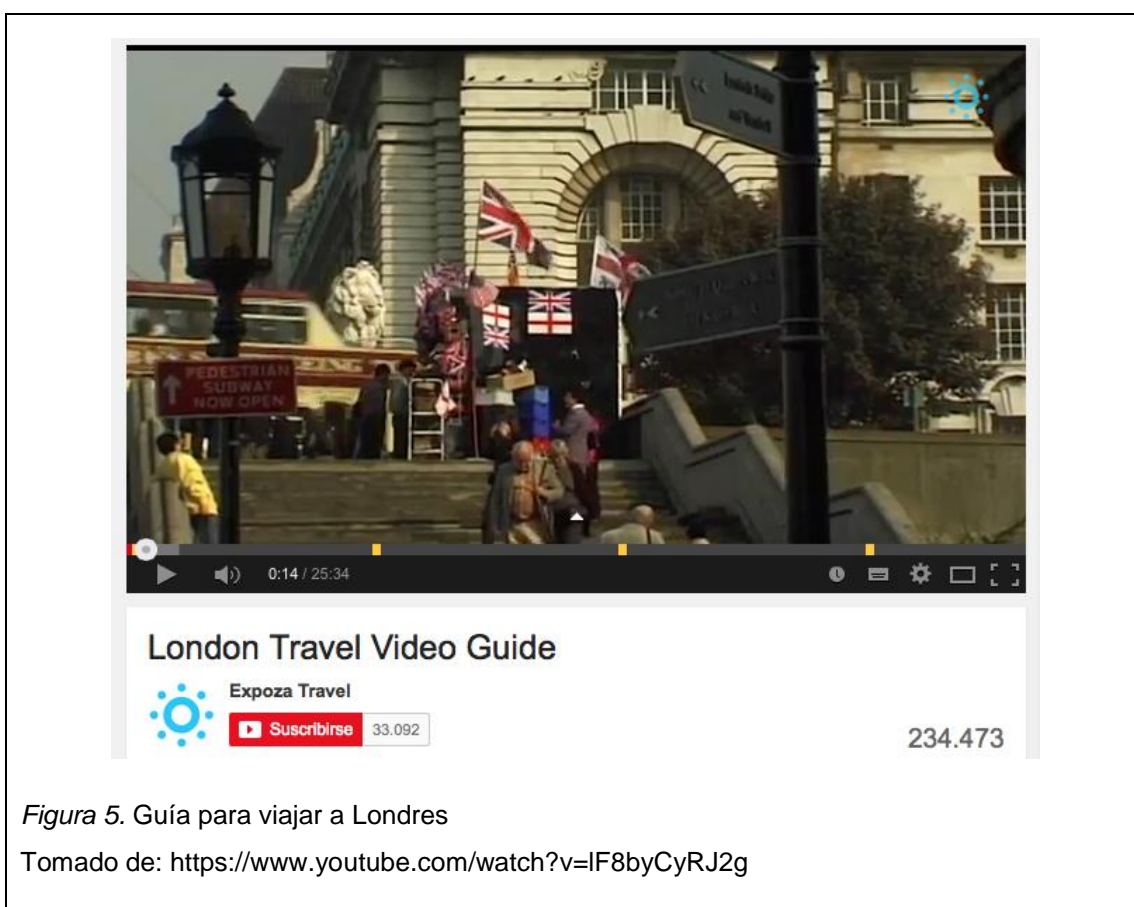 PEDESTRIAN
SUBWAY
NOW OPEN
0:14 / 25:34
London Travel Video Guide
Expoza Travel
Suscribirse 33.092
234.473
Figura 5. Guía para viajar a Londres
Tomado de: https://www.youtube.com/watch?v=lF8byCyRJ2g